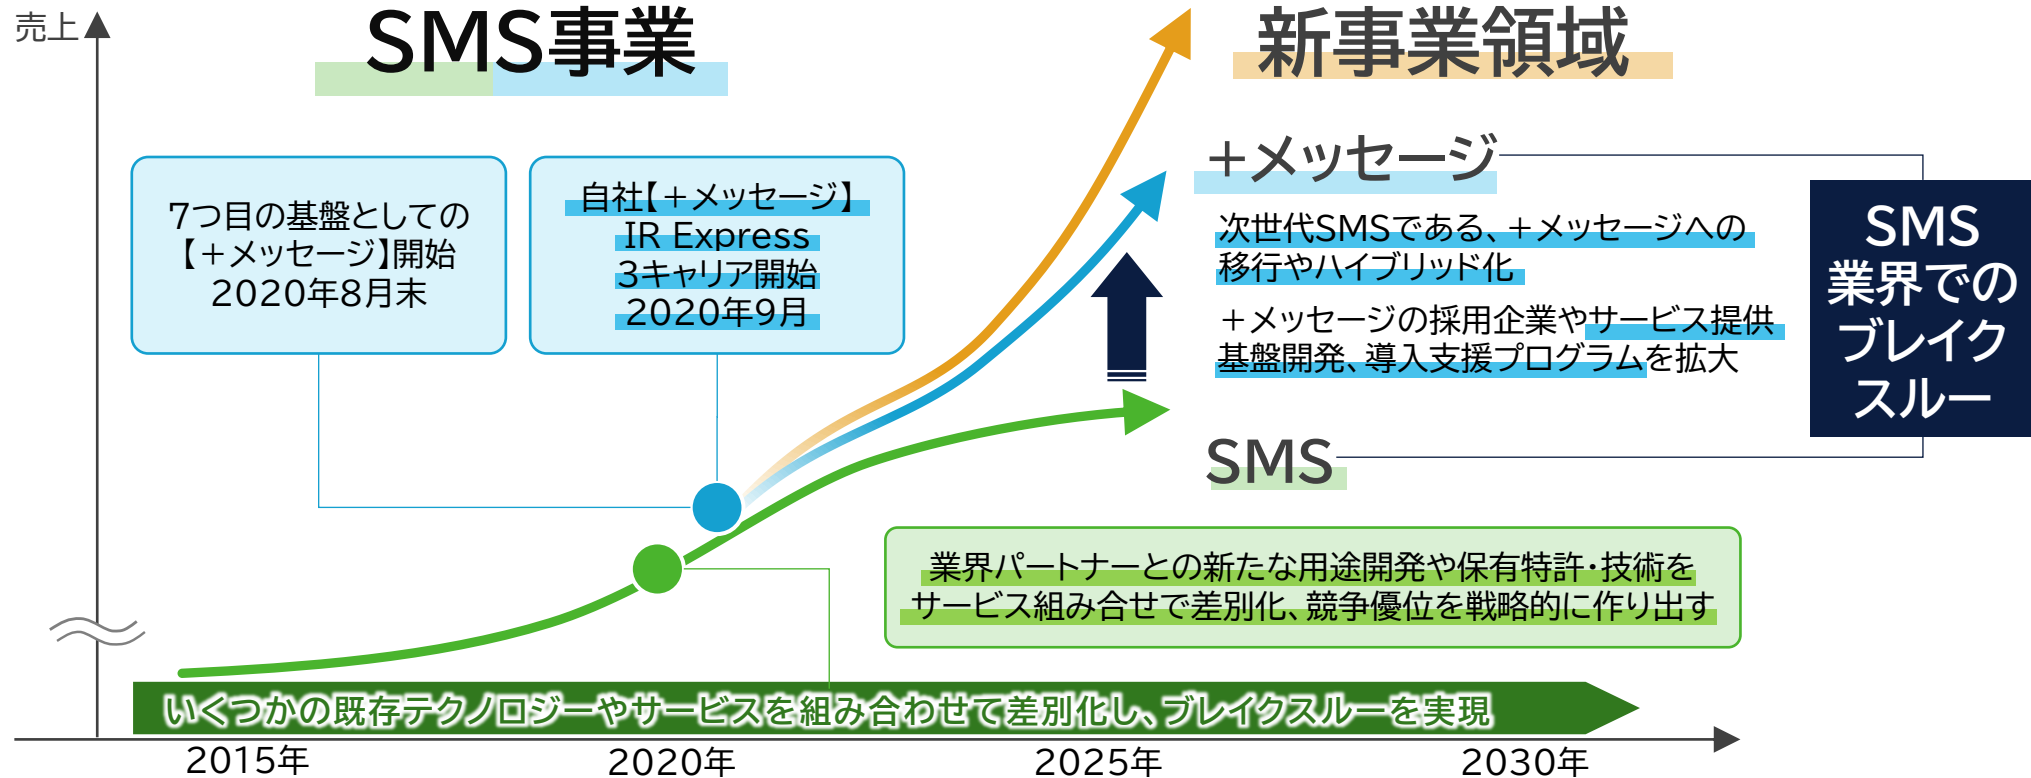 売上
SMS事業
新事業領域
7つ目の基盤としての
【＋メッセージ】開始
2020年8月末
自社【＋メッセージ】
IR Express
3キャリア開始
2020年9月
＋メッセージ
次世代SMSである、＋メッセージへの
移行やハイブリッド化
＋メッセージの採用企業やサービス提供
基盤開発、導入支援プログラムを拡大
SMS
業界での
ブレイク
スルー
SMS
業界パートナーとの新たな用途開発や保有特許・技術を
サービス組み合せで差別化、競争優位を戦略的に作り出す
いくつかの既存テクノロジーやサービスを組み合わせて差別化し、ブレイクスルーを実現
2015年
2020年
2025年
2030年